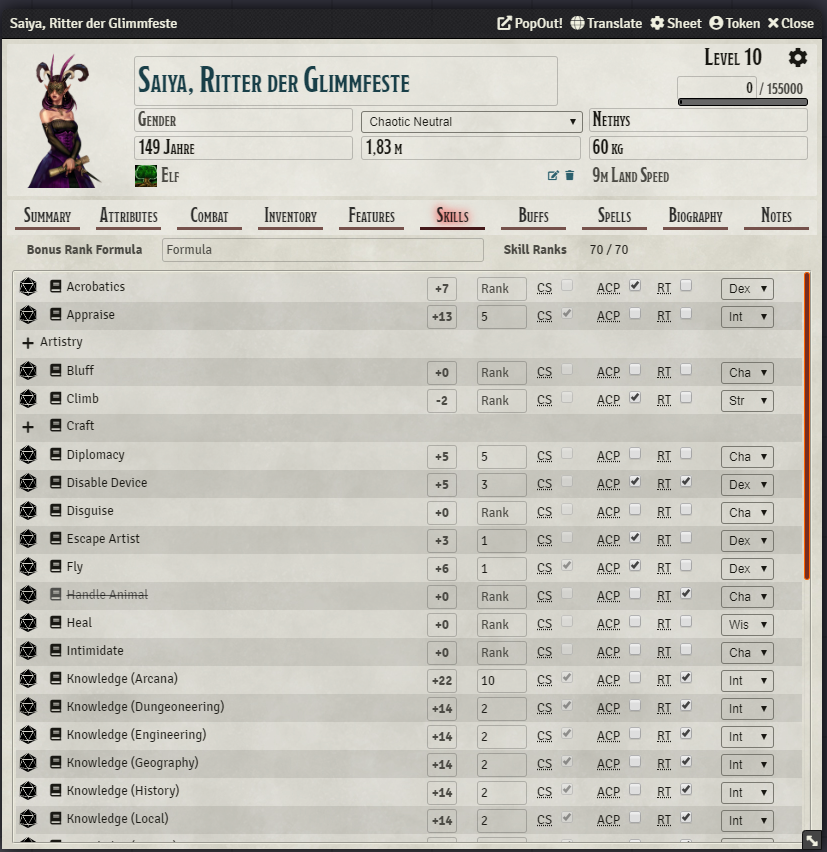 Saiya, Ritter der Glimmfeste PopOut! Translate Sheet Token Close
Level 10
Saiya, Ritter der Glimmfeste
0 / 155000
Gender Chaotic Neutral Nethys
149 Jahre 1,83 m 60 kg
Elf 9m Land Speed
Summary Attributes Combat Inventory Features Skills Buffs Spells Biography Notes
Bonus Rank Formula Formula Skill Ranks 70 / 70
Acrobatics +7 Rank CS ACP RT Dex
Appraise +13 5 CS ACP RT Int
+ Artistry
Bluff +0 Rank CS ACP RT Cha
Climb -2 Rank CS ACP RT Str
+ Craft
Diplomacy +5 5 CS ACP RT Cha
Disable Device +5 3 CS ACP RT Dex
Disguise +0 Rank CS ACP RT Cha
Escape Artist +3 1 CS ACP RT Dex
Fly +6 1 CS ACP RT Dex
Handle Animal +0 Rank CS ACP RT Cha
Heal +0 Rank CS ACP RT Wis
Intimidate +0 Rank CS ACP RT Cha
Knowledge (Arcana) +22 10 CS ACP RT Int
Knowledge (Dungeoneering) +14 2 CS ACP RT Int
Knowledge (Engineering) +14 2 CS ACP RT Int
Knowledge (Geography) +14 2 CS ACP RT Int
Knowledge (History) +14 2 CS ACP RT Int
Knowledge (Local) +14 2 CS ACP RT Int